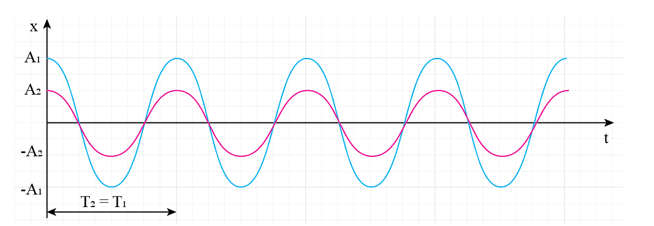 x
A₁
A₂
t
-A₂
-A₁
T₂ = T₁